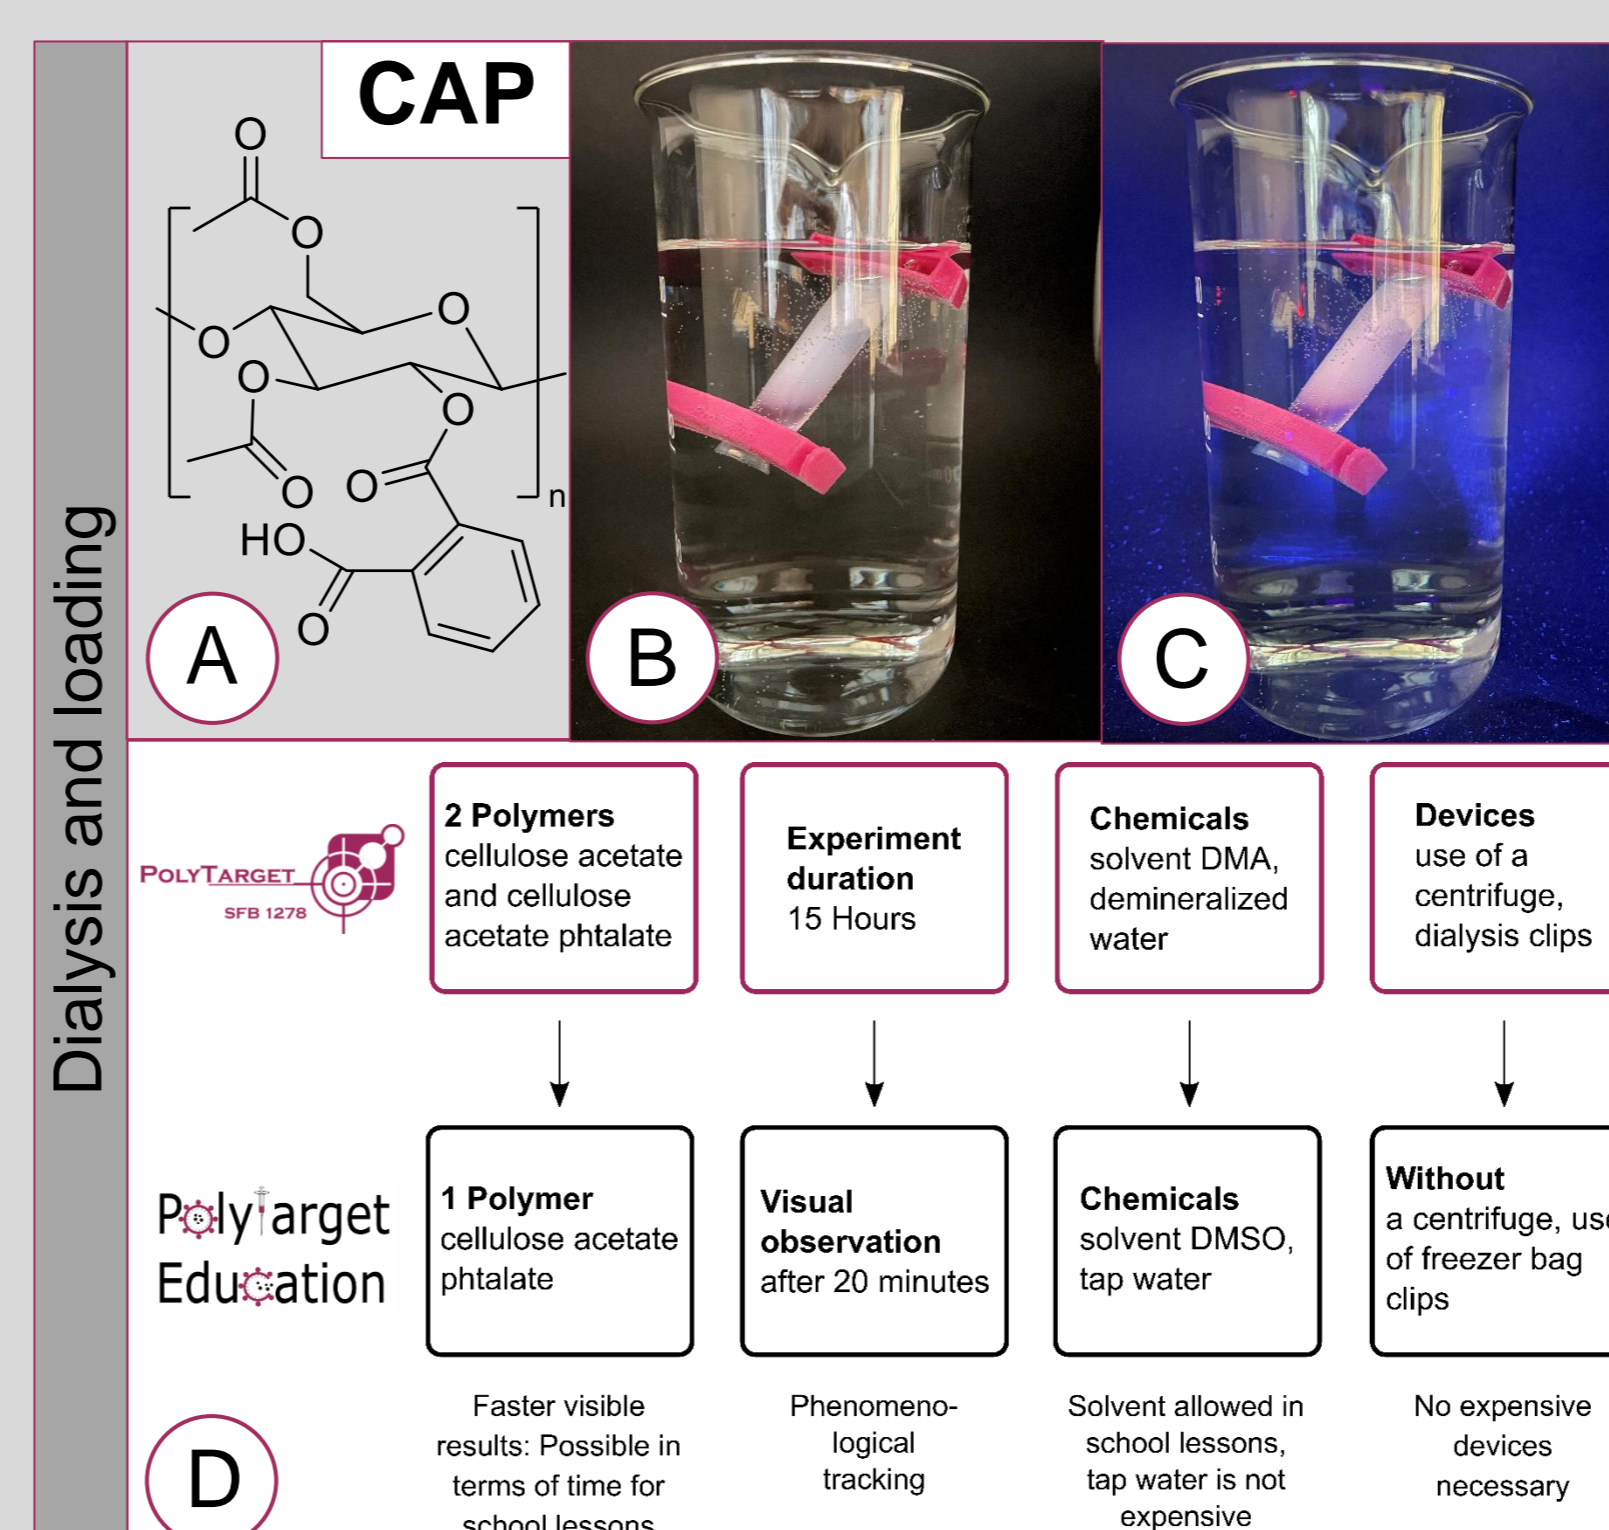 Dialysis and loading
CAP
O
O
O
O
O
O
O
O
O
HO
O
n
A
B
C
POLYTARGET
SFB 1278
2 Polymers
cellulose acetate
and cellulose
acetate phtalate
Experiment
duration
15 Hours
Chemicals
solvent DMA,
demineralized
water
Devices
use of a
centrifuge,
dialysis clips
PolyTarget
Education
1 Polymer
cellulose acetate
phtalate
Visual
observation
after 20 minutes
Chemicals
solvent DMSO,
tap water
Without
a centrifuge, use
of freezer bag
clips
D
Faster visible
results: Possible in
terms of time for
school lessons
Phenomeno-
logical
tracking
Solvent allowed in
school lessons,
tap water is not
expensive
No expensive
devices
necessary